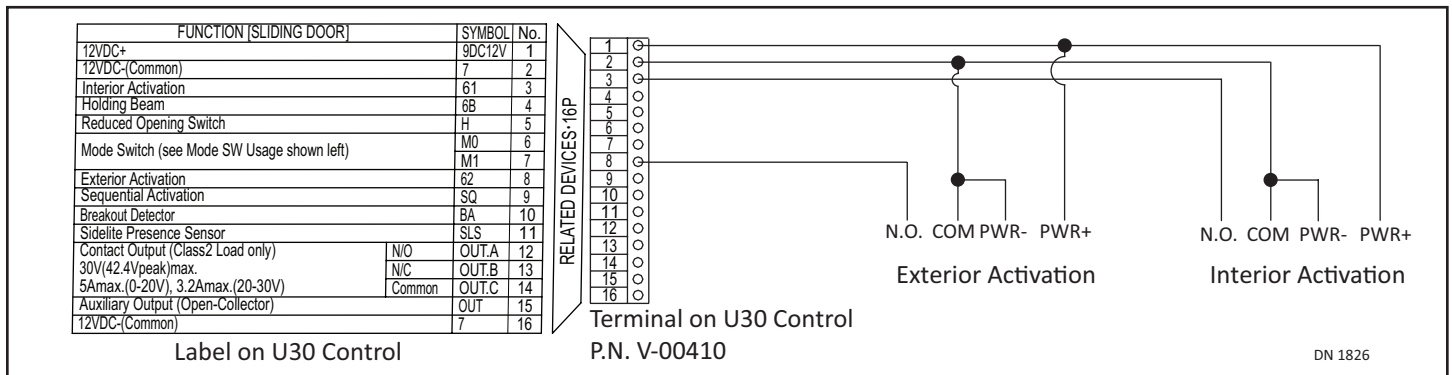 FUNCTION [SLIDING DOOR] SYMBOL No.
12VDC+ 9DC12V 1
12VDC-(Common) 7 2
Interior Activation 61 3
Holding Beam 6B 4
Reduced Opening Switch H 5
Mode Switch (see Mode SW Usage shown left) M0 6
M1 7
Exterior Activation 62 8
Sequential Activation SQ 9
Breakout Detector BA 10
Sidelite Presence Sensor SLS 11
Contact Output (Class2 Load only) N/O OUT.A 12
30V(42.4Vpeak)max. N/C OUT.B 13
5Amax.(0-20V), 3.2Amax.(20-30V) Common OUT.C 14
Auxiliary Output (Open-Collector) OUT 15
12VDC-(Common) 7 16
Label on U30 Control
RELATED DEVICES·16P
1
2
3
4
5
6
7
8
9
10
11
12
13
14
15
16
Terminal on U30 Control
P.N. V-00410
N.O. COM PWR- PWR+
Exterior Activation
N.O. COM PWR- PWR+
Interior Activation
DN 1826